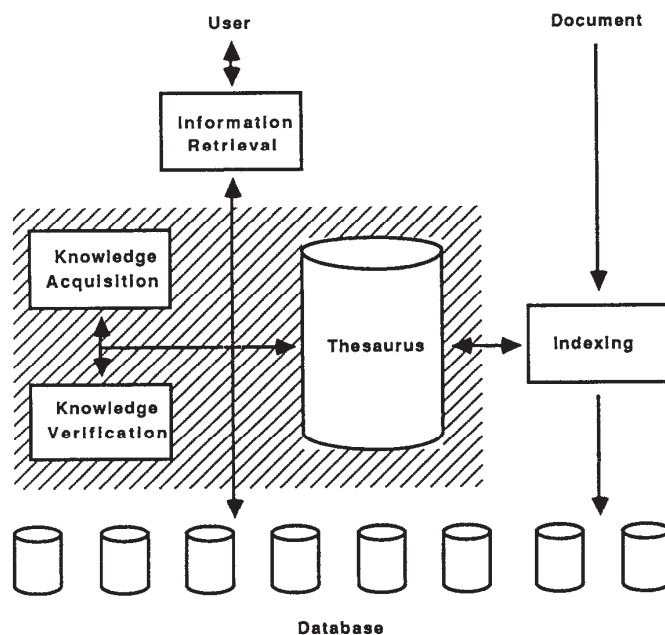 User
Document
Information
Retrieval
Knowledge
Acquisition
Thesaurus
Indexing
Knowledge
Verification
Database